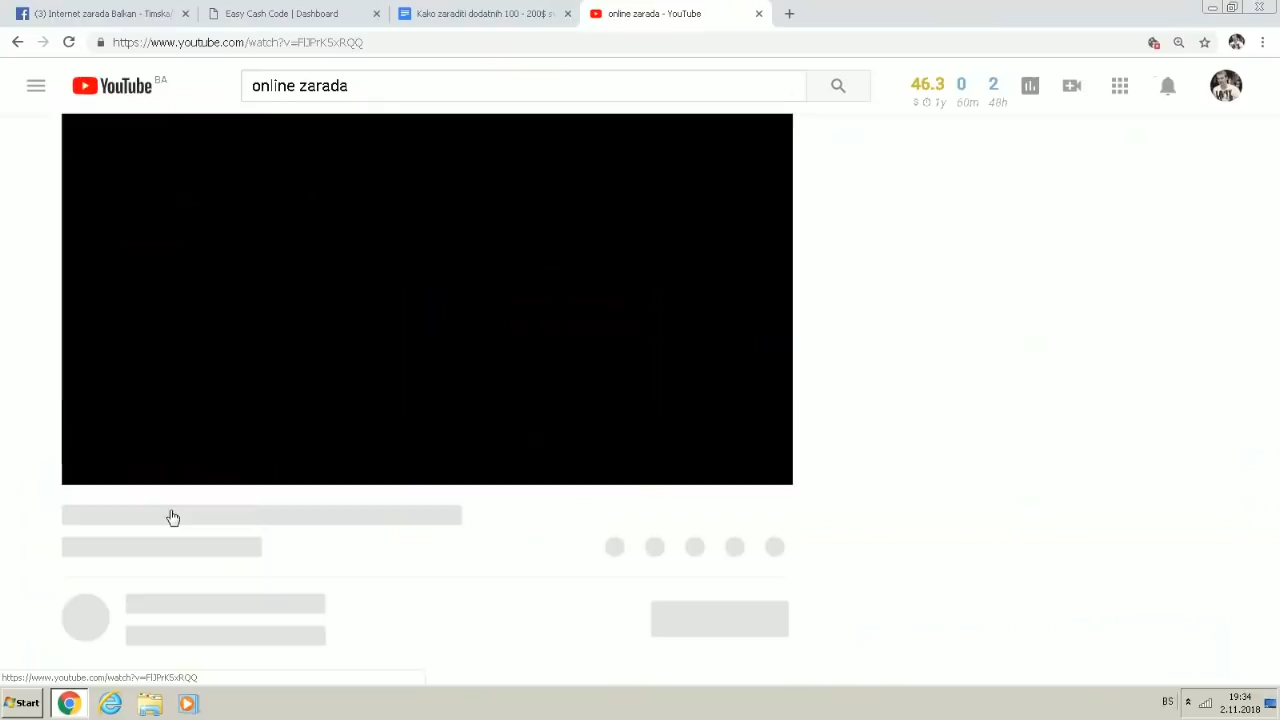 (3) Internet zarada Balkan - Timeline
Easy Cash Code | Dashboard
Kako zaraditi dodatnih 100 - 200$ sv
online zarada - YouTube
https://www.youtube.com/watch?v=FlJPrK5xRQQ
YouTube BA
online zarada
46.3 0 2
1y 60m 48h
https://www.youtube.com/watch?v=FlJPrK5xRQQ
Start
BS
19:34
2.11.2018